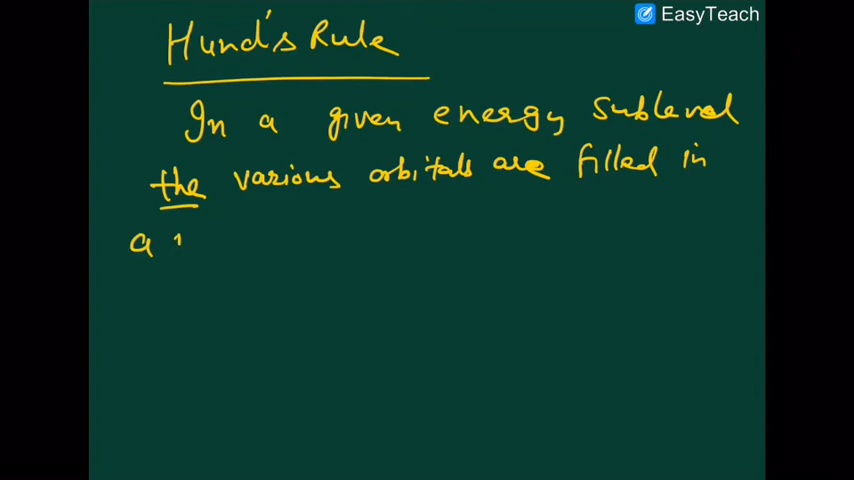 EasyTeach
Hund's Rule
In a given energy sublevel
the various orbitals are filled in
a